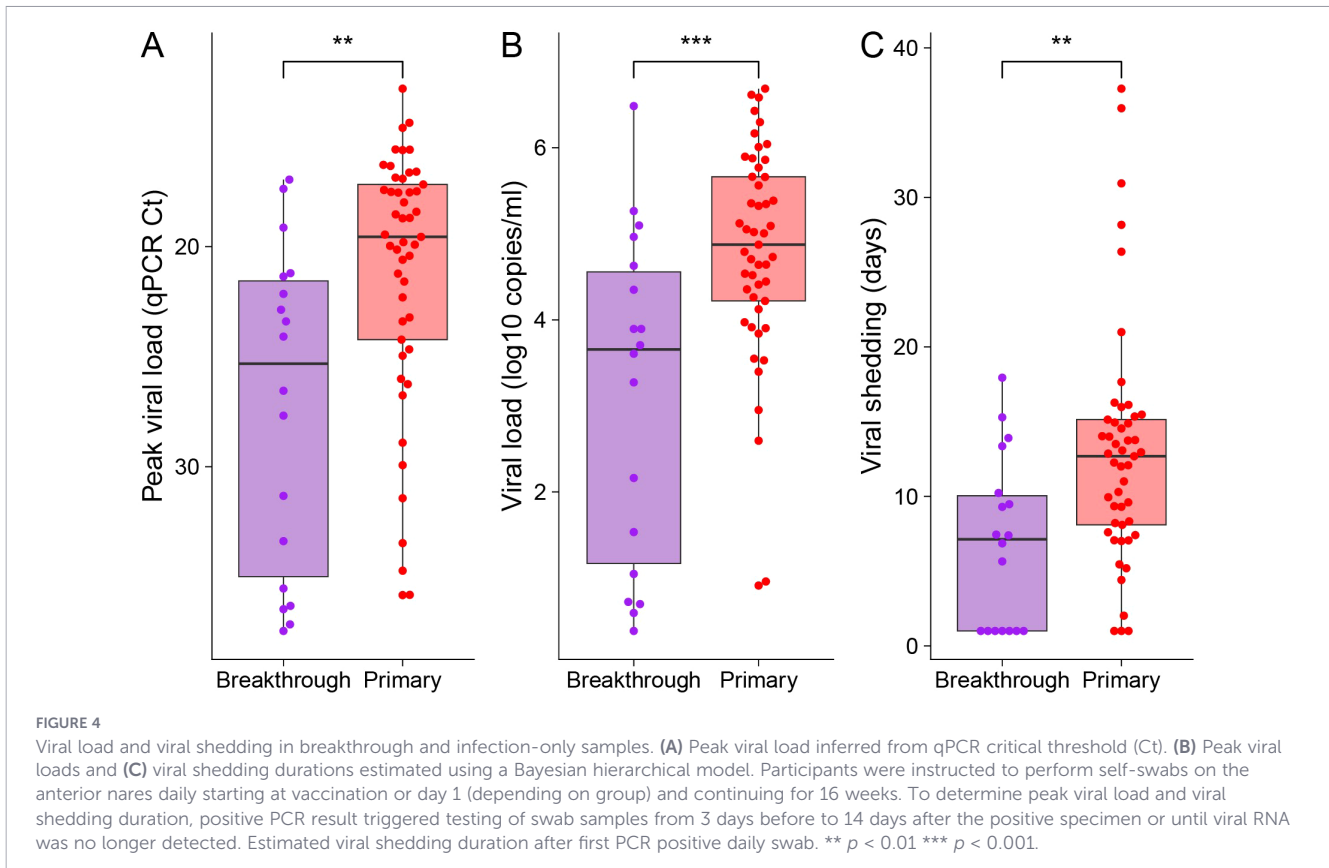 A
**
Peak viral load (qPCR Ct)
20
30
Breakthrough Primary
B
***
Viral load (log10 copies/ml)
6
4
2
Breakthrough Primary
C
**
Viral shedding (days)
40
30
20
10
0
Breakthrough Primary
FIGURE 4
Viral load and viral shedding in breakthrough and infection-only samples. (A) Peak viral load inferred from qPCR critical threshold (Ct). (B) Peak viral
loads and (C) viral shedding durations estimated using a Bayesian hierarchical model. Participants were instructed to perform self-swabs on the
anterior nares daily starting at vaccination or day 1 (depending on group) and continuing for 16 weeks. To determine peak viral load and viral
shedding duration, positive PCR result triggered testing of swab samples from 3 days before to 14 days after the positive specimen or until viral RNA
was no longer detected. Estimated viral shedding duration after first PCR positive daily swab. ** p < 0.01 *** p < 0.001.